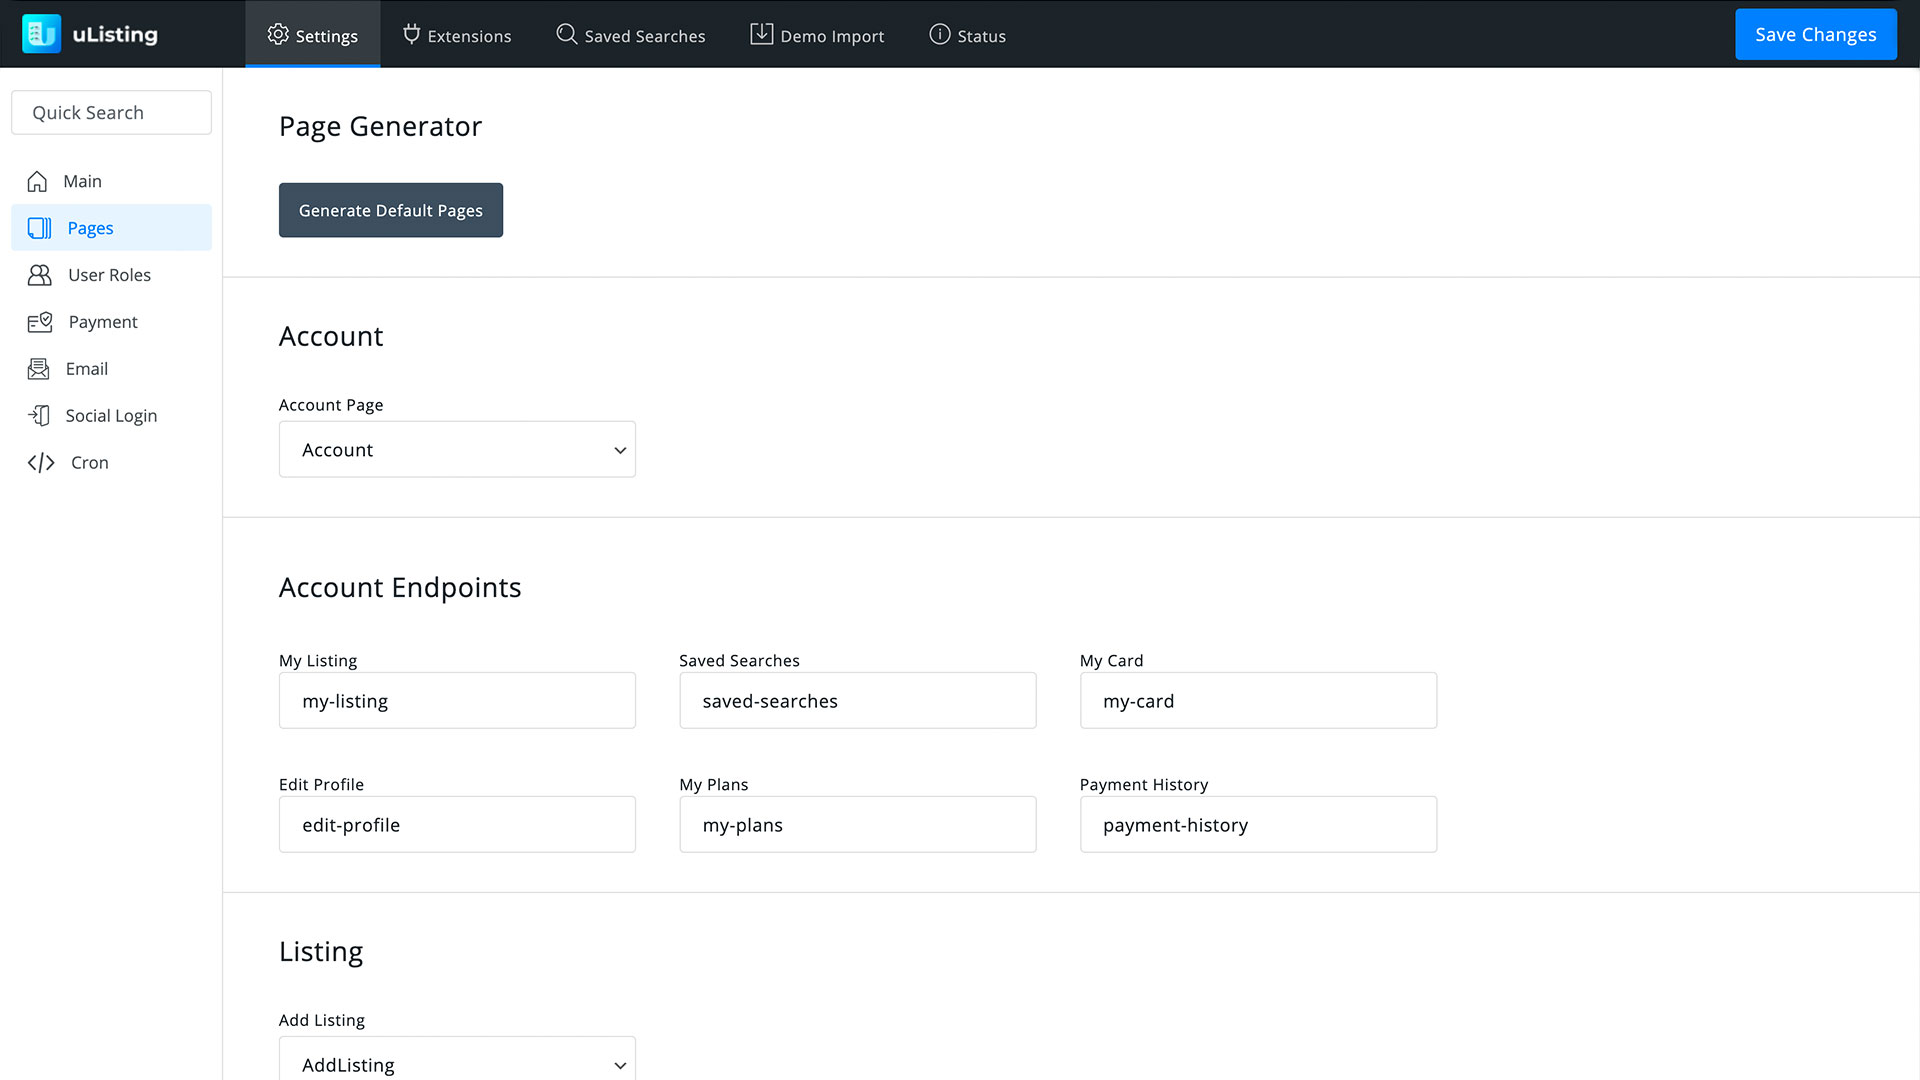 uListing
Settings
Extensions
Saved Searches
Demo Import
Status
Save Changes
Quick Search
Main
Pages
User Roles
Payment
Email
Social Login
Cron
Page Generator
Generate Default Pages
Account
Account Page
Account
Account Endpoints
My Listing
Saved Searches
My Card
my-listing
saved-searches
my-card
Edit Profile
My Plans
Payment History
edit-profile
my-plans
payment-history
Listing
Add Listing
AddListing